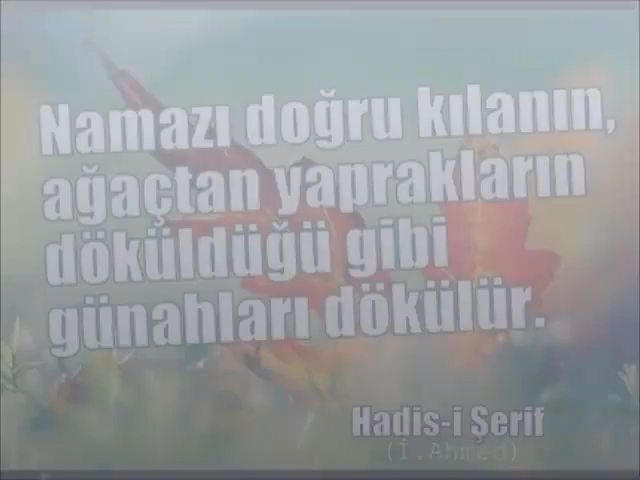 Namazı doğru kılanın,
ağaçtan yaprakların
döküldüğü gibi
günahları dökülür.
Hadis-i Şerif
(İ.Ahmed)